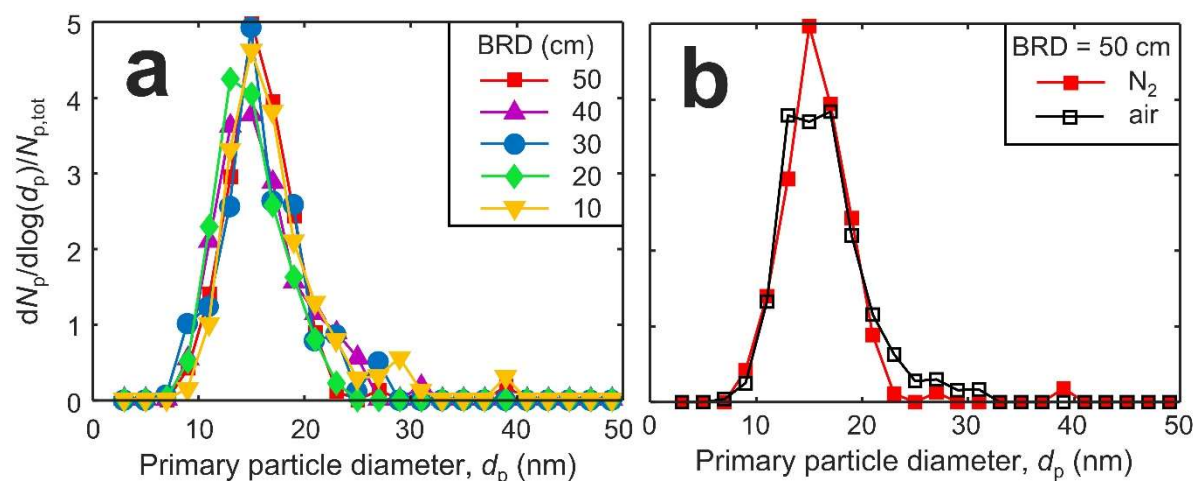 a
BRD (cm)
50
40
30
20
10
5
4
3
2
1
0
dNp/dlog(dp)/Np,tot
0 10 20 30 40 50
Primary particle diameter, dp (nm)
b
BRD = 50 cm
N2
air
0 10 20 30 40 50
Primary particle diameter, dp (nm)